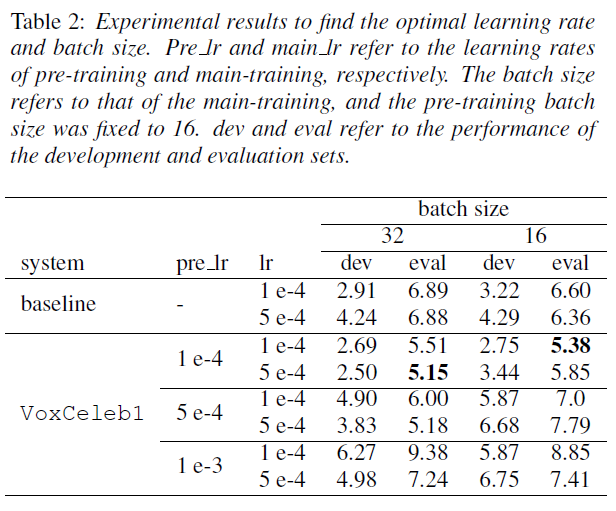 Table 2: Experimental results to find the optimal learning rate
and batch size. Pre_lr and main_lr refer to the learning rates
of pre-training and main-training, respectively. The batch size
refers to that of the main-training, and the pre-training batch
size was fixed to 16. dev and eval refer to the performance of
the development and evaluation sets.
batch size
32 16
system pre_lr lr dev eval dev eval
baseline - 1 e-4 2.91 6.89 3.22 6.60
5 e-4 4.24 6.88 4.29 6.36
VoxCeleb1 1 e-4 1 e-4 2.69 5.51 2.75 5.38
5 e-4 2.50 5.15 3.44 5.85
5 e-4 1 e-4 4.90 6.00 5.87 7.0
5 e-4 3.83 5.18 6.68 7.79
1 e-3 1 e-4 6.27 9.38 5.87 8.85
5 e-4 4.98 7.24 6.75 7.41